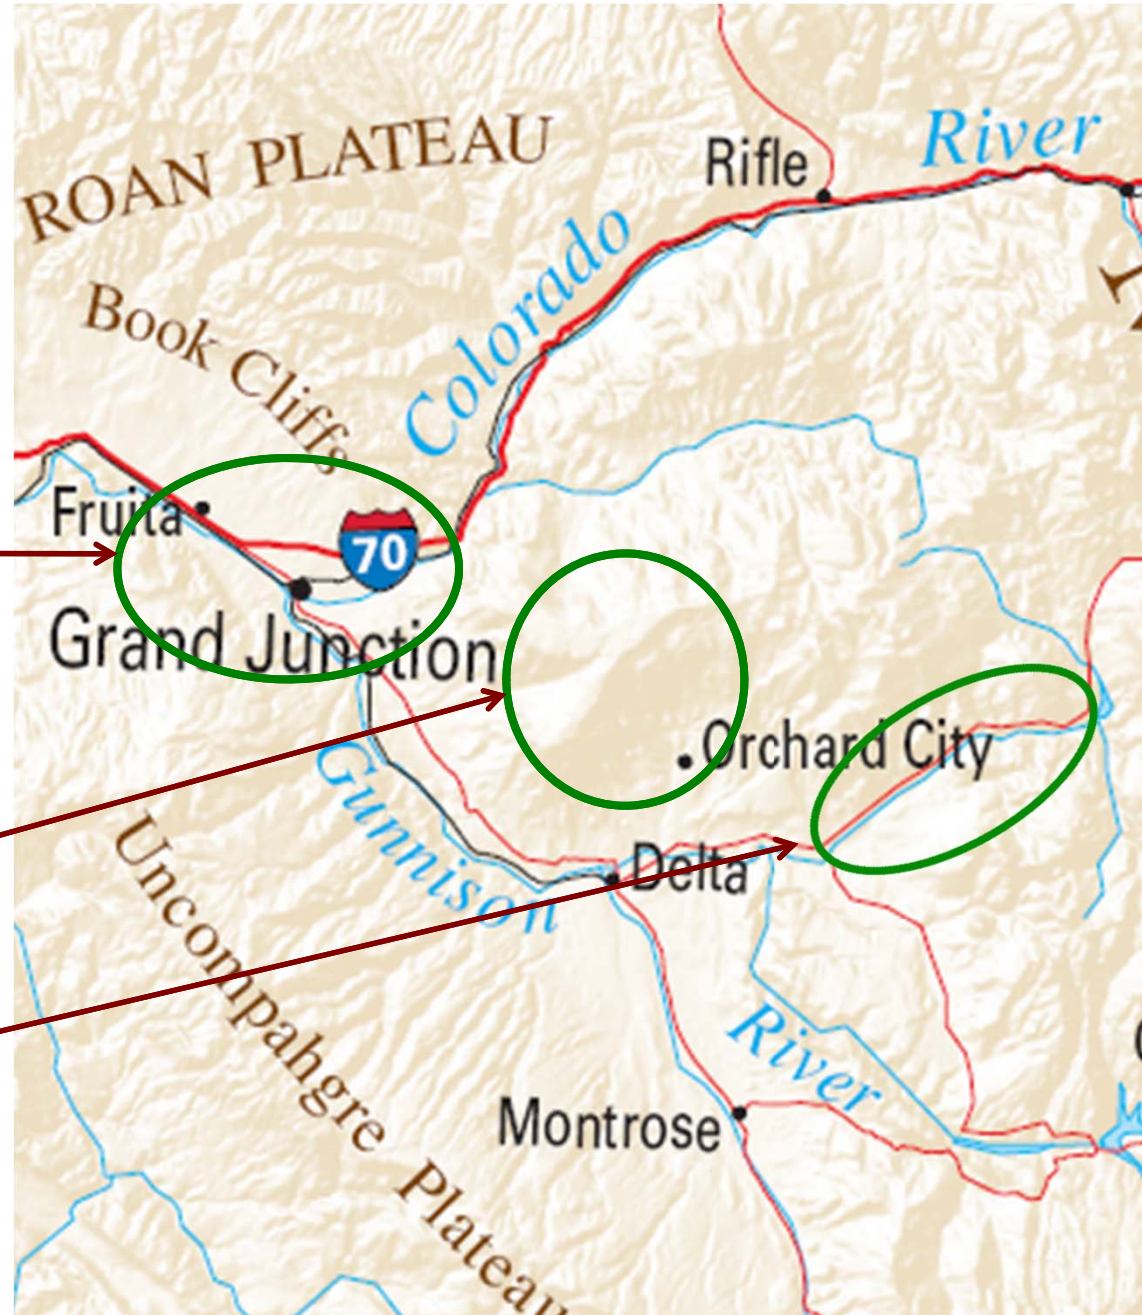 River
Rifle
ROAN PLATEAU
Colorado
Book Cliffs
Fruita
70
Grand Junction
Orchard City
Gunnison
Delta
Uncompahgre Plateau
River
Montrose